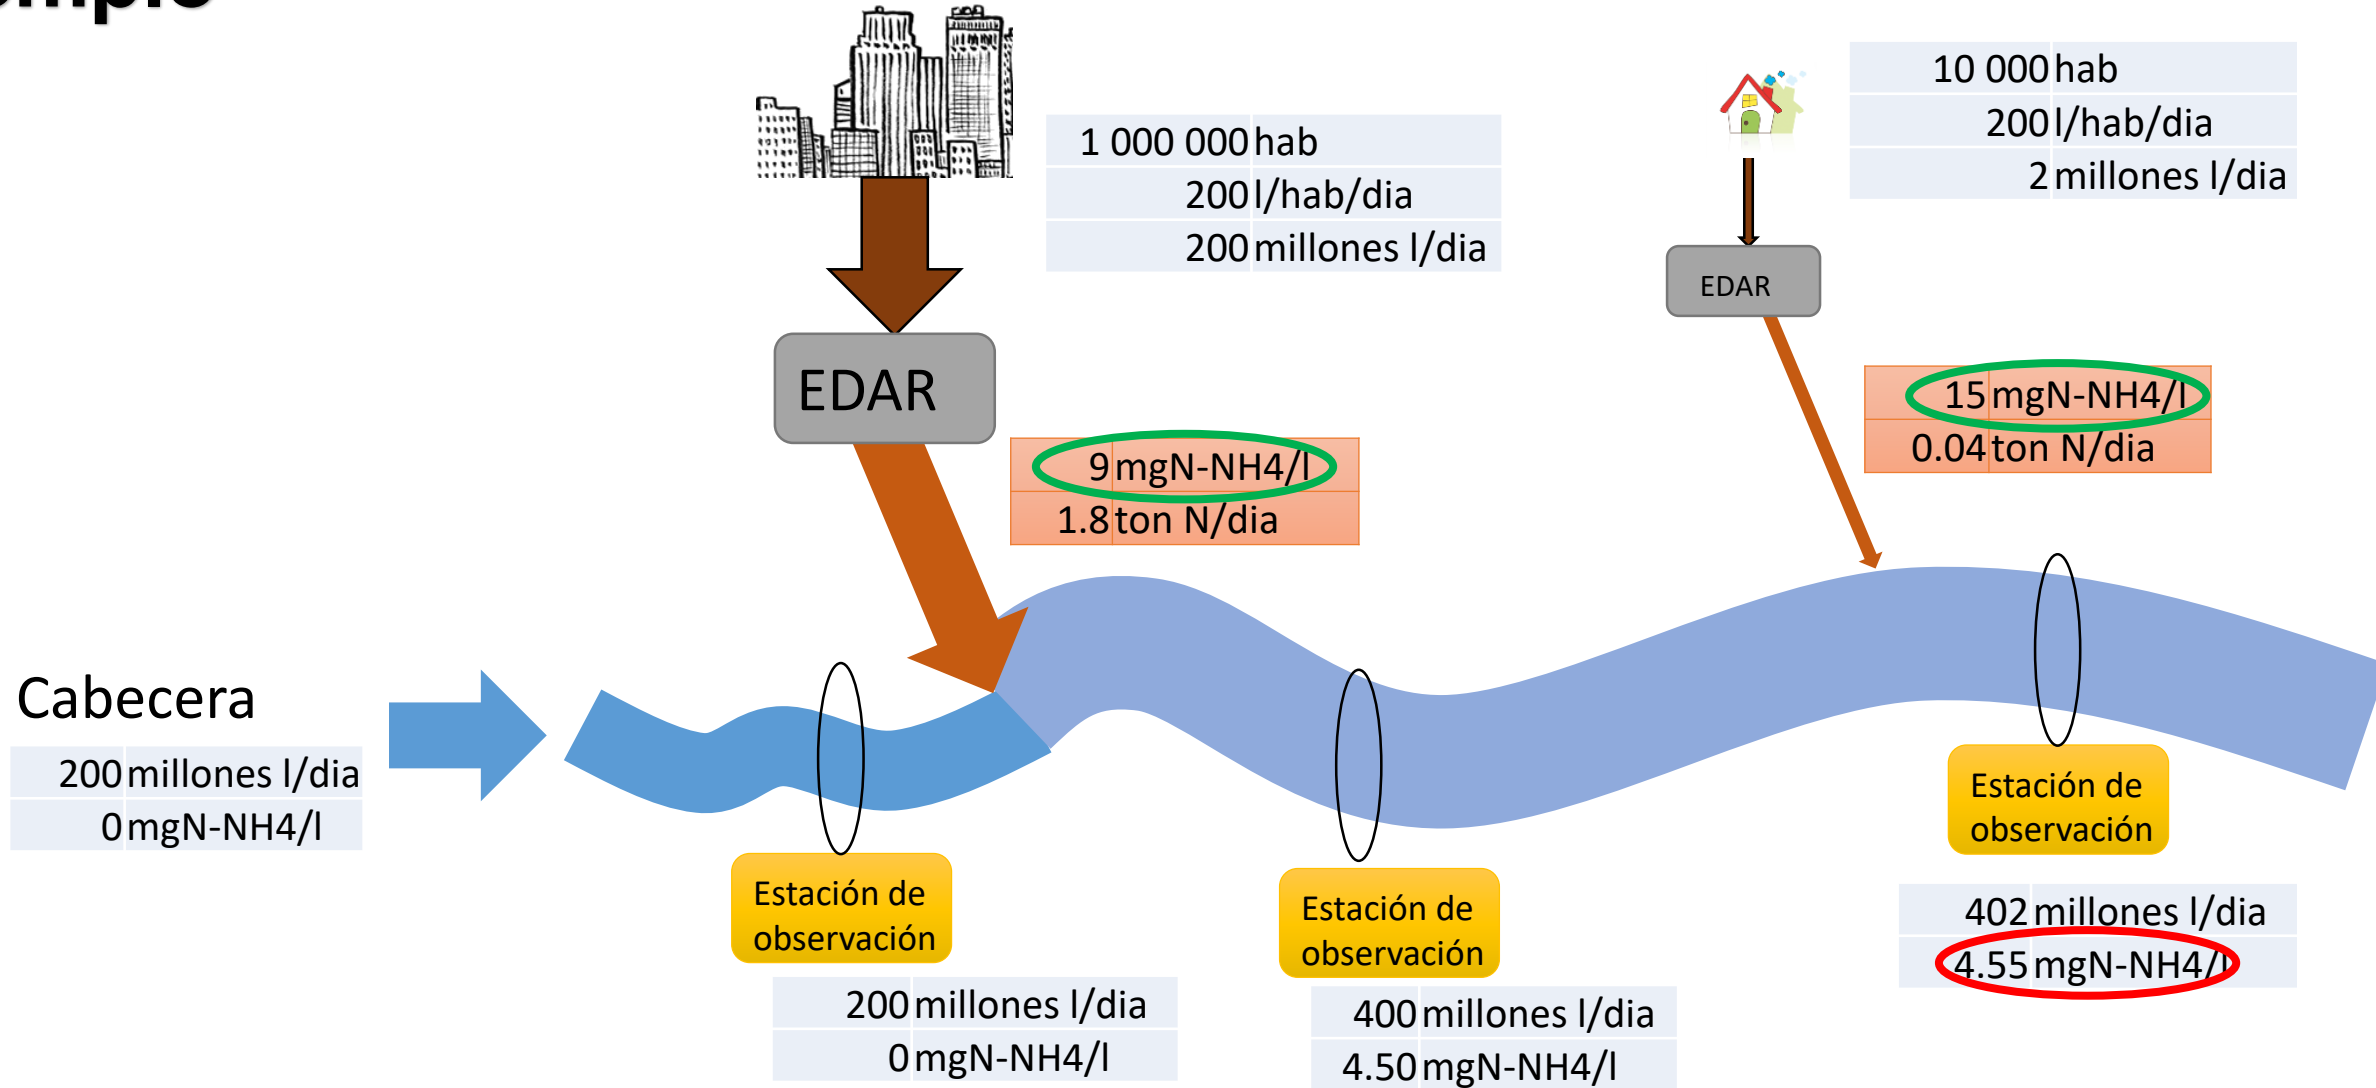 1 000 000 hab
200 l/hab/dia
200 millones l/dia
10 000 hab
200 l/hab/dia
2 millones l/dia
EDAR
EDAR
9 mgN-NH4/l
1.8 ton N/dia
15 mgN-NH4/l
0.04 ton N/dia
Cabecera
200 millones l/dia
0 mgN-NH4/l
Estación de
observación
200 millones l/dia
0 mgN-NH4/l
Estación de
observación
400 millones l/dia
4.50 mgN-NH4/l
Estación de
observación
402 millones l/dia
4.55 mgN-NH4/l